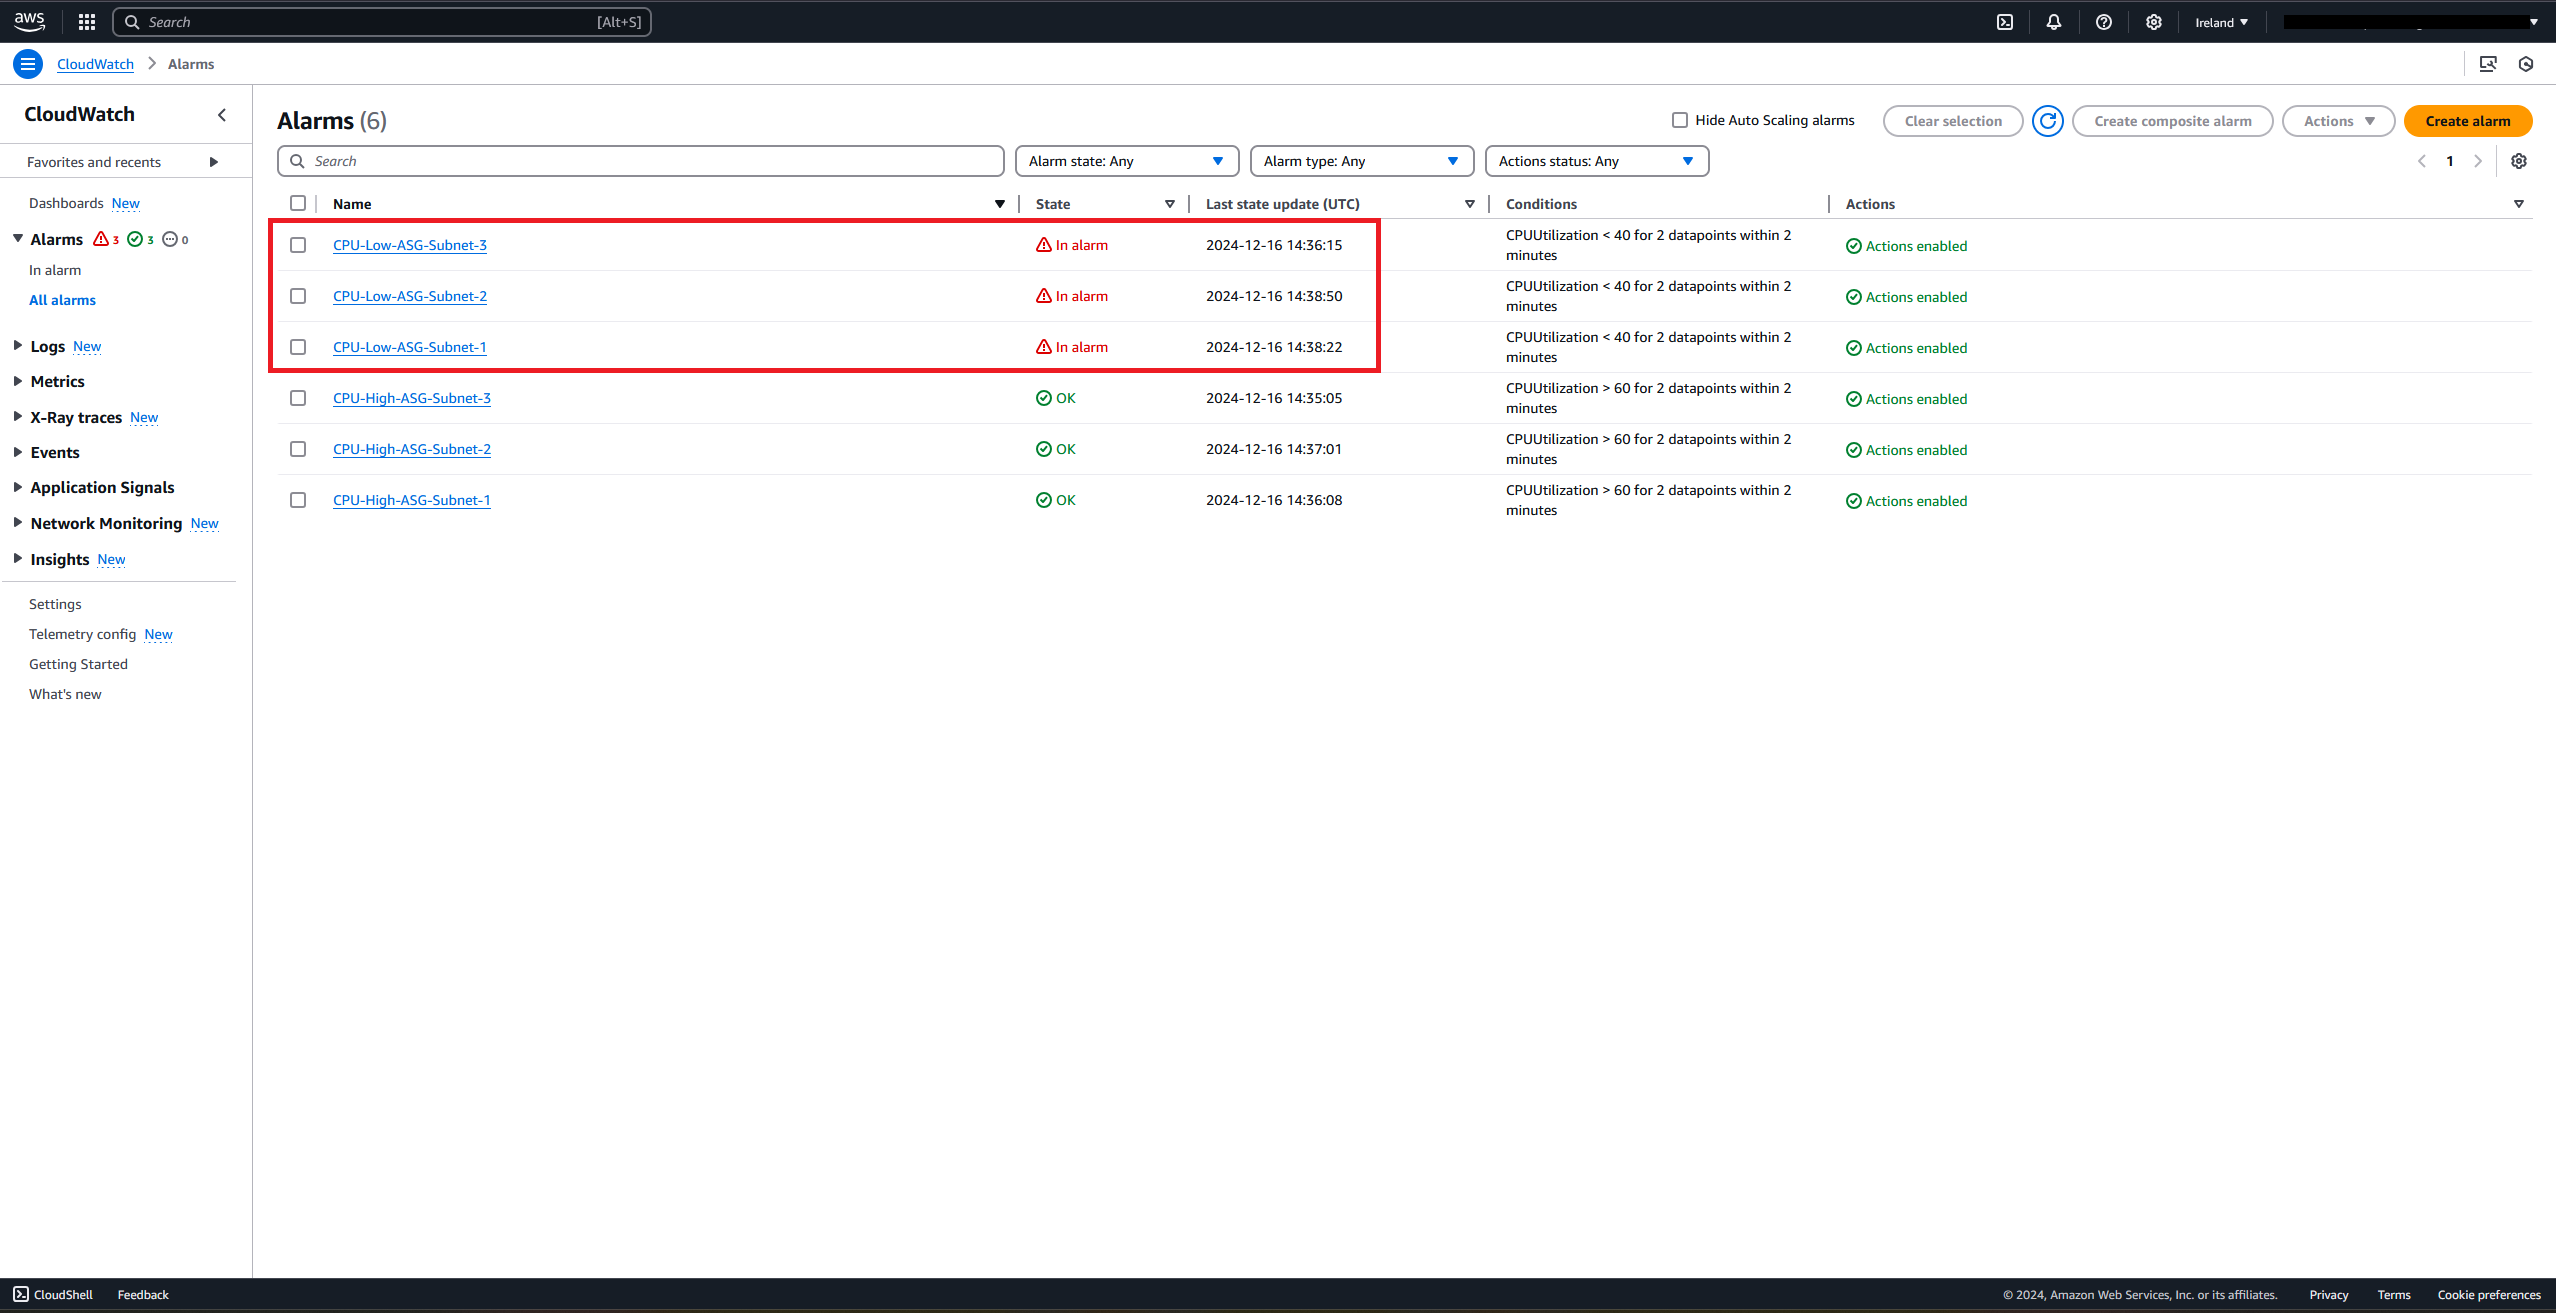 aws
Search [Alt+S]
Ireland
CloudWatch > Alarms
CloudWatch
Favorites and recents
Dashboards New
Alarms 3 3 0
In alarm
All alarms
Logs New
Metrics
X-Ray traces New
Events
Application Signals
Network Monitoring New
Insights New
Settings
Telemetry config New
Getting Started
What's new
Alarms (6)
Hide Auto Scaling alarms
Clear selection
Create composite alarm
Actions
Create alarm
Search
Alarm state: Any
Alarm type: Any
Actions status: Any
1
Name State Last state update (UTC) Conditions Actions
CPU-Low-ASG-Subnet-3 In alarm 2024-12-16 14:36:15 CPUUtilization < 40 for 2 datapoints within 2
minutes
Actions enabled
CPU-Low-ASG-Subnet-2 In alarm 2024-12-16 14:38:50 CPUUtilization < 40 for 2 datapoints within 2
minutes
Actions enabled
CPU-Low-ASG-Subnet-1 In alarm 2024-12-16 14:38:22 CPUUtilization < 40 for 2 datapoints within 2
minutes
Actions enabled
CPU-High-ASG-Subnet-3 OK 2024-12-16 14:35:05 CPUUtilization > 60 for 2 datapoints within 2
minutes
Actions enabled
CPU-High-ASG-Subnet-2 OK 2024-12-16 14:37:01 CPUUtilization > 60 for 2 datapoints within 2
minutes
Actions enabled
CPU-High-ASG-Subnet-1 OK 2024-12-16 14:36:08 CPUUtilization > 60 for 2 datapoints within 2
minutes
Actions enabled
CloudShell Feedback © 2024, Amazon Web Services, Inc. or its affiliates. Privacy Terms Cookie preferences